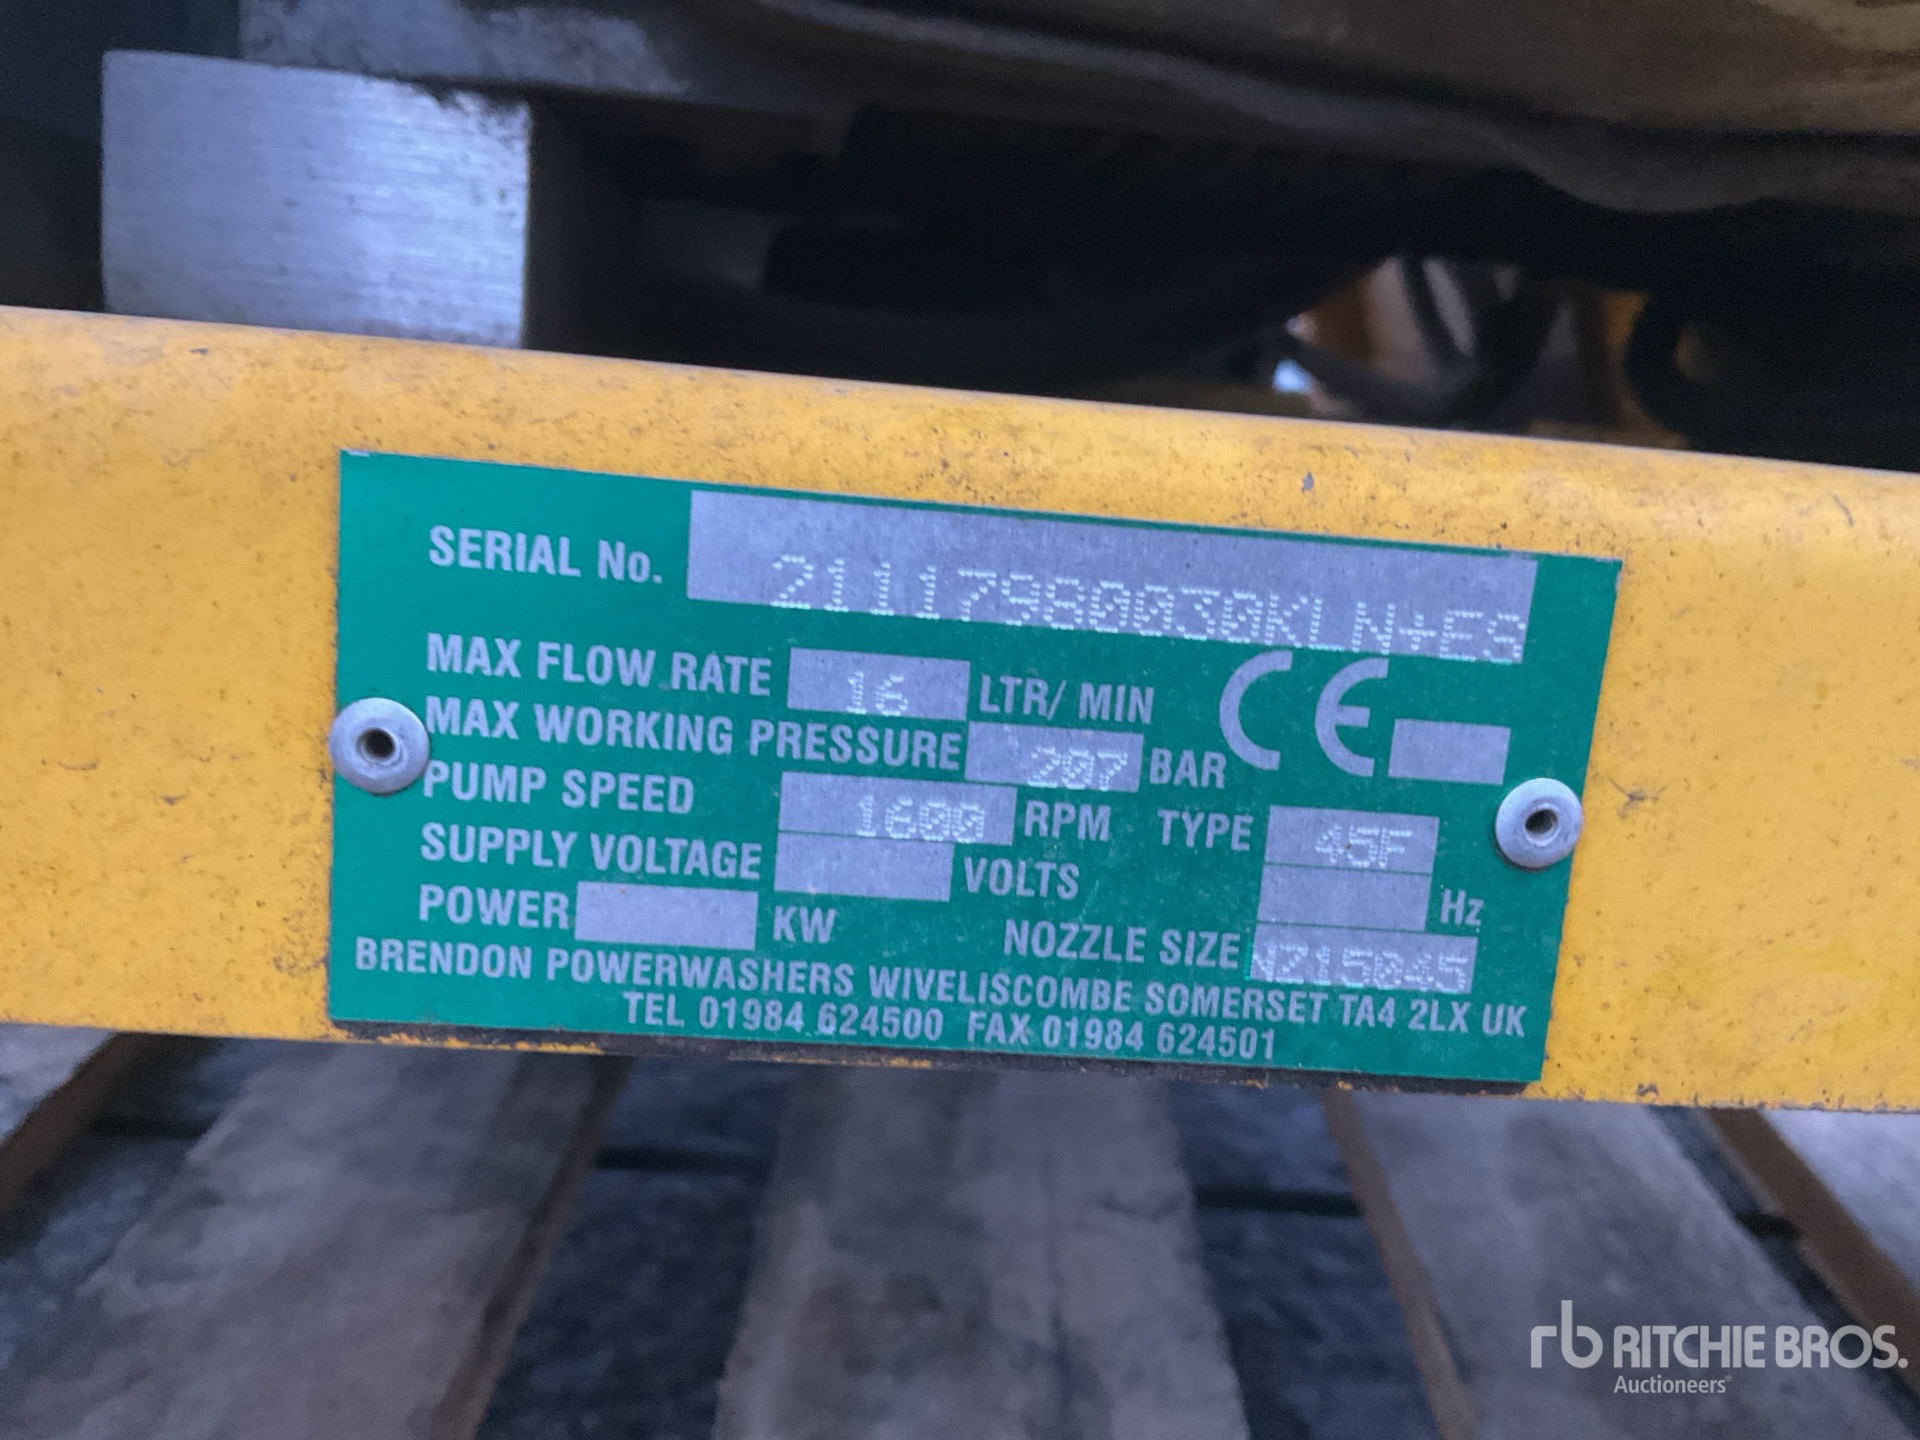 SERIAL No. 21117980030KLN+E8
MAX FLOW RATE 16 LTR/ MIN CE
MAX WORKING PRESSURE 207 BAR
PUMP SPEED 1600 RPM TYPE 45F
SUPPLY VOLTAGE VOLTS Hz
POWER KW NOZZLE SIZE NZ15045
BRENDON POWERWASHERS WIVELISCOMBE SOMERSET TA4 2LX UK
TEL 01984 624500 FAX 01984 624501
rb RITCHIE BROS.
Auctioneers